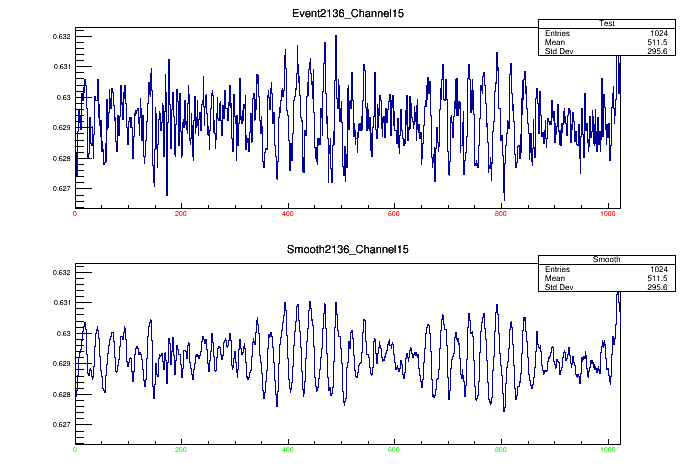 Event2136_Channel15
Test
Entries 1024
Mean 511.5
Std Dev 295.6
0.632
0.631
0.63
0.629
0.628
0.627
0 200 400 600 800 1000
Smooth2136_Channel15
Smooth
Entries 1024
Mean 511.5
Std Dev 295.6
0.632
0.631
0.63
0.629
0.628
0.627
0 200 400 600 800 1000